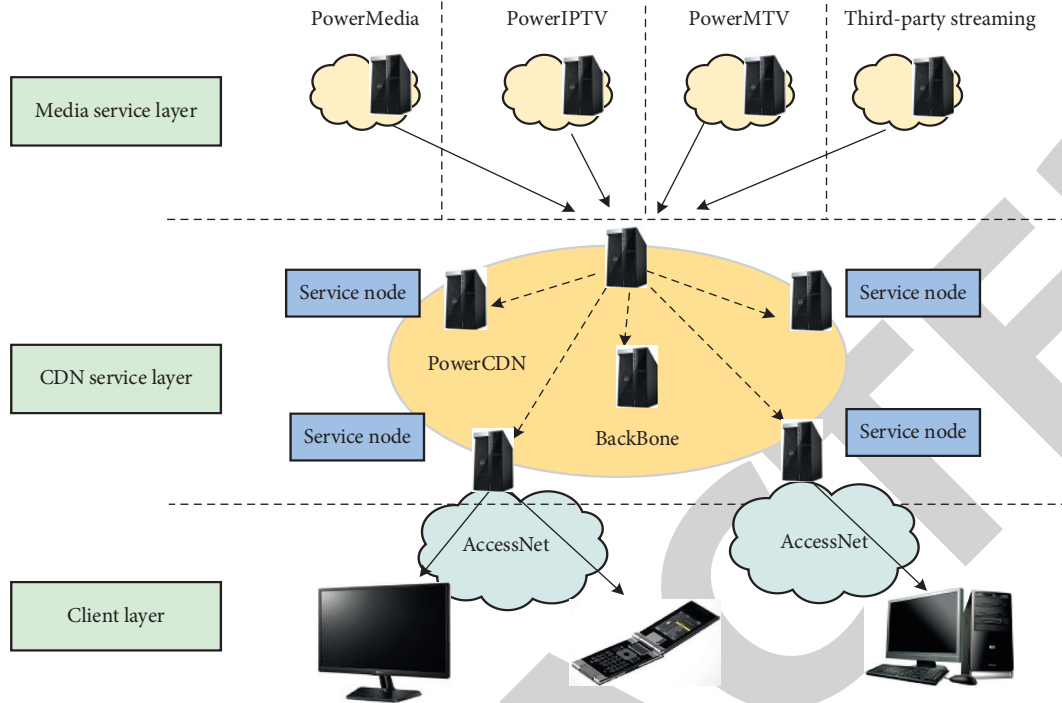 PowerMedia
PowerIPTV
PowerMTV
Third-party streaming
Media service layer
Service node
Service node
CDN service layer
PowerCDN
BackBone
Service node
Service node
AccessNet
AccessNet
Client layer